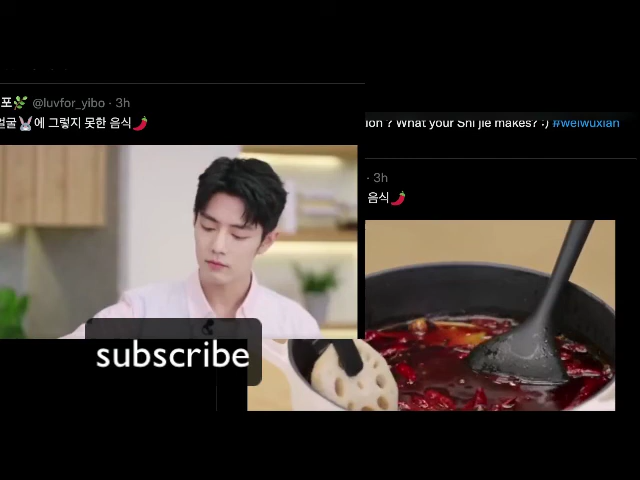 포🌿 @luvfor_yibo · 3h
얼굴🐰에 그렇지 못한 음식🌶️
ion ? What your Shi jie makes? :) #weiwuxian
· 3h
음식🌶️
subscribe